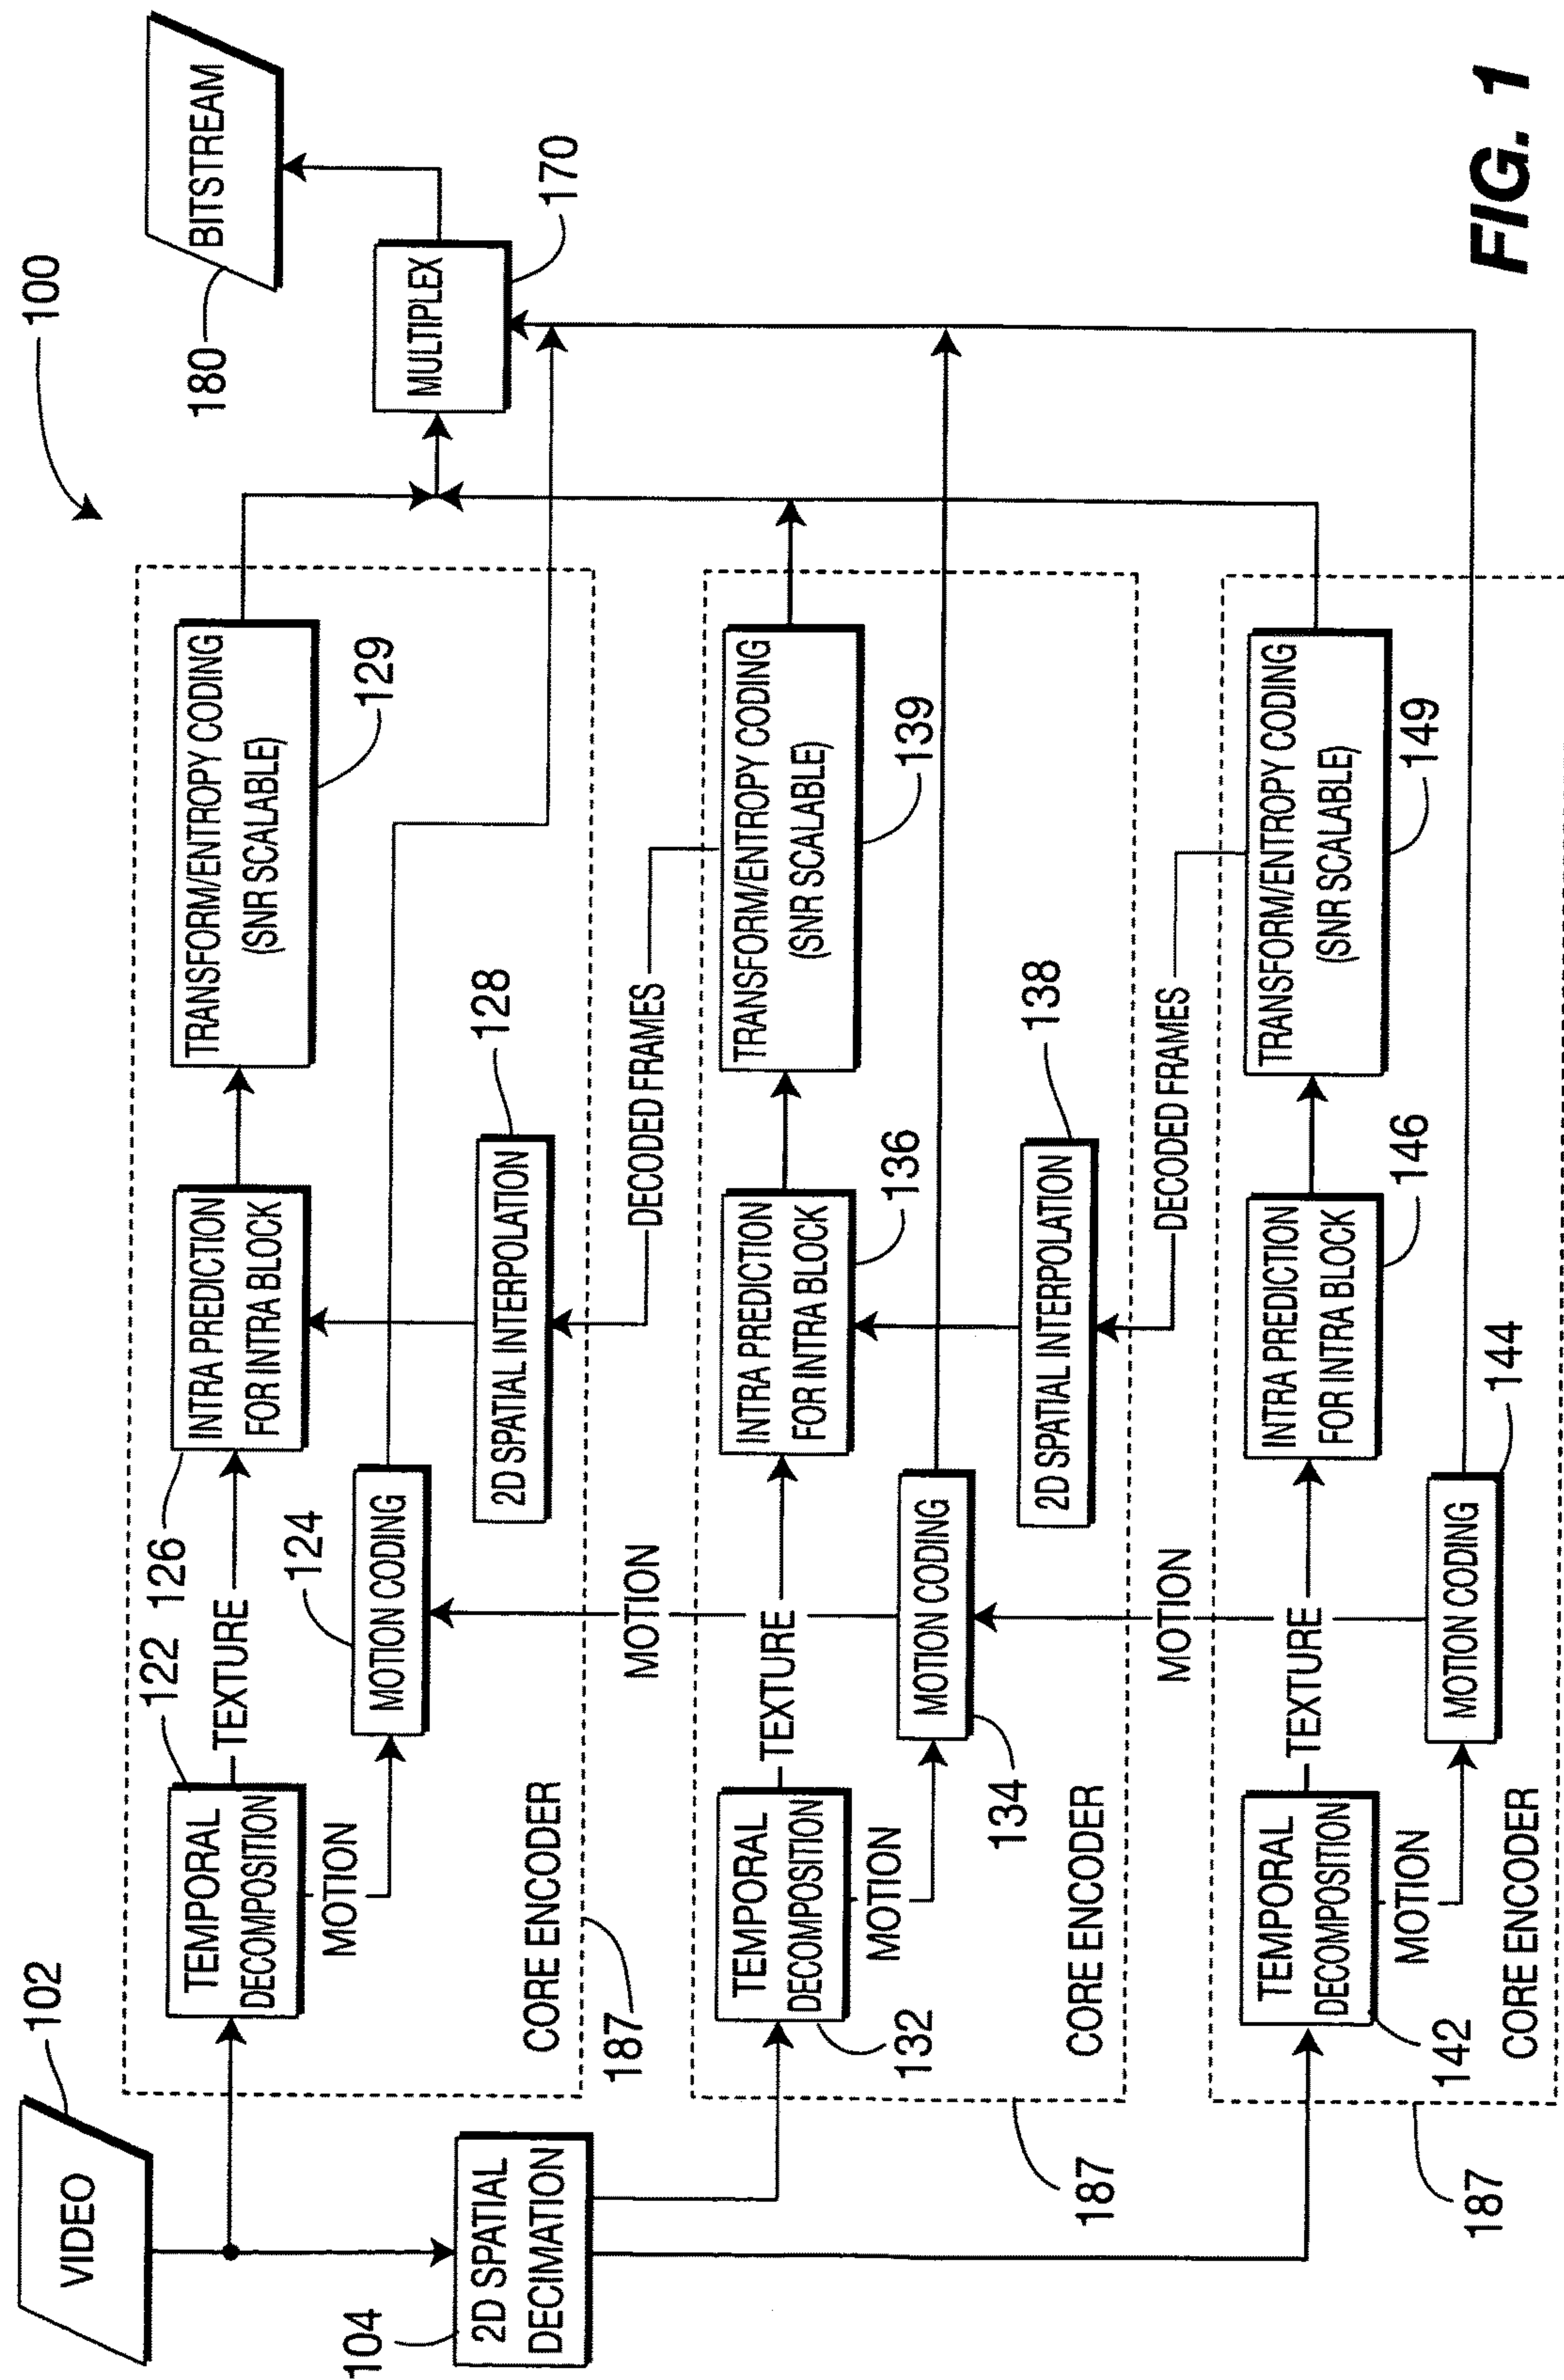 100
VIDEO
102
BITSTREAM
180
MULTIPLEX
170
2D SPATIAL
DECIMATION
104
TEMPORAL
DECOMPOSITION
122
TEXTURE
MOTION
INTRA PREDICTION
FOR INTRA BLOCK
126
TRANSFORM/ENTROPY CODING
(SNR SCALABLE)
129
MOTION CODING
124
2D SPATIAL INTERPOLATION
128
CORE ENCODER
187
MOTION
DECODED FRAMES
TEMPORAL
DECOMPOSITION
132
TEXTURE
MOTION
INTRA PREDICTION
FOR INTRA BLOCK
136
TRANSFORM/ENTROPY CODING
(SNR SCALABLE)
139
MOTION CODING
134
2D SPATIAL INTERPOLATION
138
CORE ENCODER
187
MOTION
DECODED FRAMES
TEMPORAL
DECOMPOSITION
142
TEXTURE
MOTION
INTRA PREDICTION
FOR INTRA BLOCK
146
TRANSFORM/ENTROPY CODING
(SNR SCALABLE)
149
MOTION CODING
144
CORE ENCODER
187
FIG. 1